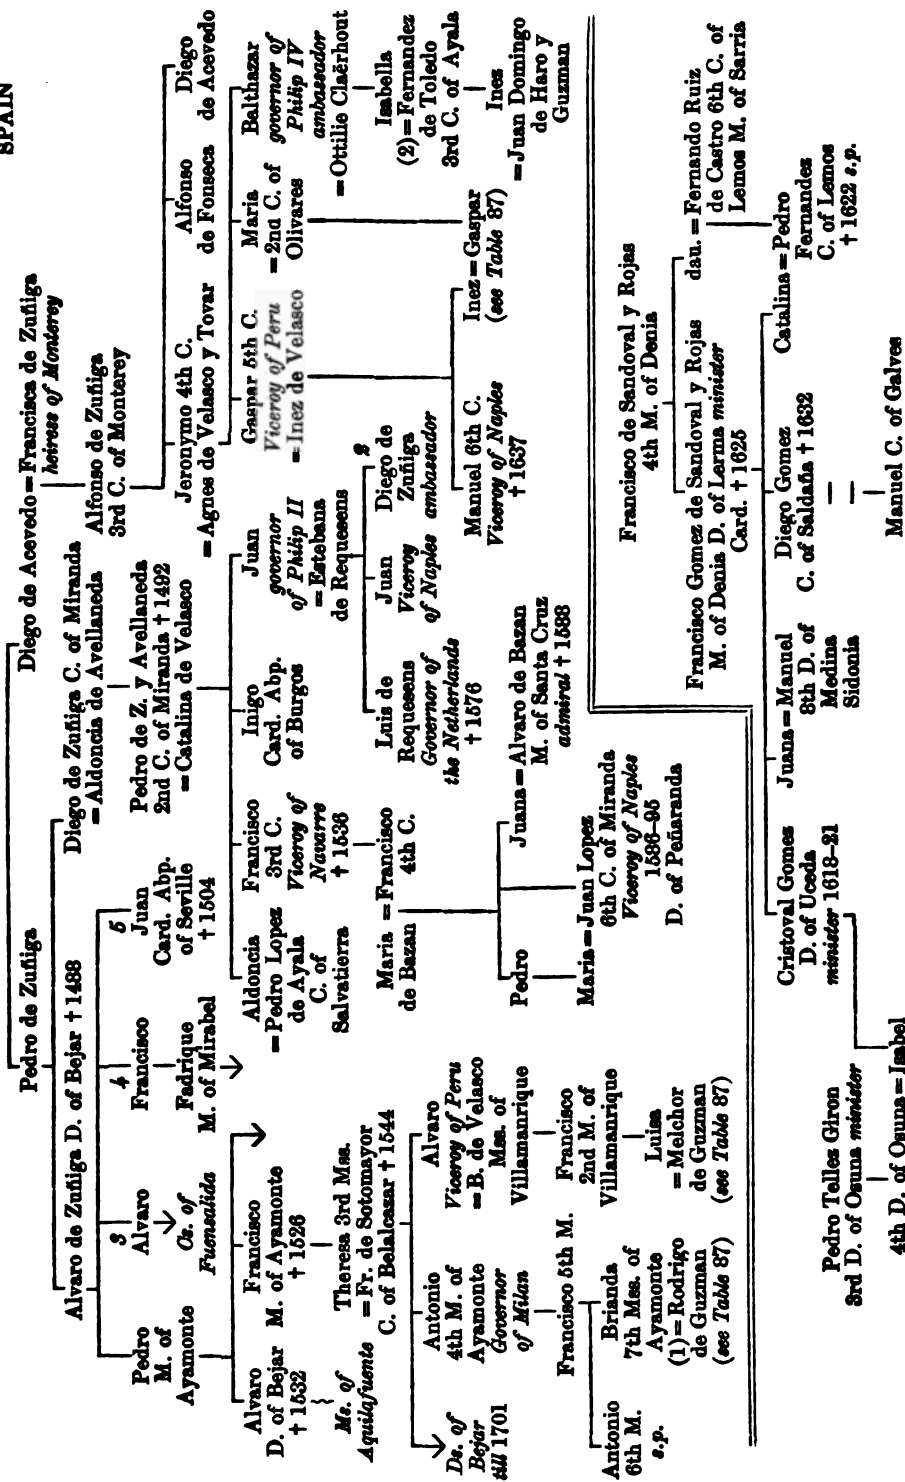 SPAIN
Pedro de Zuñiga
Alvaro de Zuñiga D. of Bejar † 1488
Diego de Zuñiga C. of Miranda
= Aldoncia de Avellaneda
Diego de Acevedo = Francisca de Zuñiga
heiress of Monterey
Pedro
M. of
Ayamonte
3
Alvaro
Cs. of
Fuensalida
4
Francisco
Fadrique
M. of Mirabel
5
Juan
Card. Abp.
of Seville
† 1504
Pedro de Z. y Avellaneda
2nd C. of Miranda † 1492
= Catalina de Velasco
Alfonso de Zuñiga
3rd C. of Monterey
Jeronymo 4th C.
= Agnes de Velasco y Tovar
Alfonso
de Fonseca
Diego
de Acevedo
Alvaro
D. of Bejar
† 1532
Ms. of
Aquilafuente
Francisco
M. of Ayamonte
† 1526
Theresa 3rd Mss.
= Fr. de Sotomayor
C. of Belalcazar † 1544
Aldoncia
= Pedro Lopez
de Ayala
C. of
Salvatierra
Francisco
3rd C.
Viceroy of
Navarre
† 1536
Inigo
Card. Abp.
of Burgos
Juan
governor
of Philip II
= Estebana
de Requesens
Gaspar 5th C.
Viceroy of Peru
= Inez de Velasco
Maria
= 2nd C. of
Olivares
Balthazar
governor of
Philip IV
ambassador
= Ottilie Claërhout
Isabella
(2) = Fernandez
de Toledo
3rd C. of Ayala
Inez
= Juan Domingo
de Haro y
Guzman
Maria = Francisco
de Bazan 4th C.
Luis de
Requesens
Governor of
the Netherlands
† 1576
Juan
Viceroy
of Naples
2
Diego de
Zuñiga
ambassador
Manuel 6th C.
Viceroy of Naples
† 1637
Inez = Gaspar
(see Table 87)
Ds. of
Bejar
till 1701
Antonio
4th M. of
Ayamonte
Governor
of Milan
Alvaro
Viceroy of Peru
= B. de Velasco
Mss. of
Villamanrique
Pedro
Juana = Alvaro de Bazan
M. of Santa Cruz
admiral † 1588
Maria = Juan Lopez
6th C. of Miranda
Viceroy of Naples
1586–95
D. of Peñaranda
Francisco 5th M.
Francisco
2nd M. of
Villamanrique
Antonio
6th M.
s.p.
Brianda
7th Mss. of
Ayamonte
(1) = Rodrigo
de Guzman
(see Table 87)
Luisa
= Melchor
de Guzman
(see Table 87)
Francisco de Sandoval y Rojas
4th M. of Denia
Francisco Gomez de Sandoval y Rojas
M. of Denia D. of Lerma minister
Card. † 1625
dau. = Fernando Ruiz
de Castro 6th C. of
Lemos M. of Sarria
Cristoval Gomes
D. of Uceda
minister 1618–21
Juana = Manuel
8th D. of
Medina
Sidonia
Diego Gomez
C. of Saldaña † 1632
Catalina = Pedro
Fernandez
C. of Lemos
† 1622 s.p.
Manuel C. of Galves
Pedro Tellez Giron
3rd D. of Osuna minister
4th D. of Osuna = Isabel